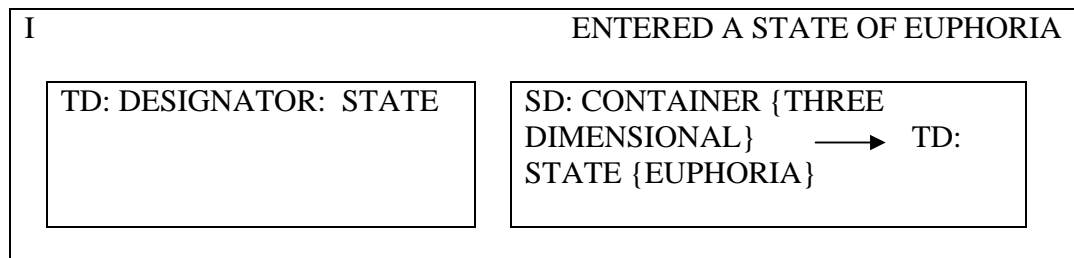 I ENTERED A STATE OF EUPHORIA
TD: DESIGNATOR: STATE
SD: CONTAINER {THREE
DIMENSIONAL} → TD:
STATE {EUPHORIA}